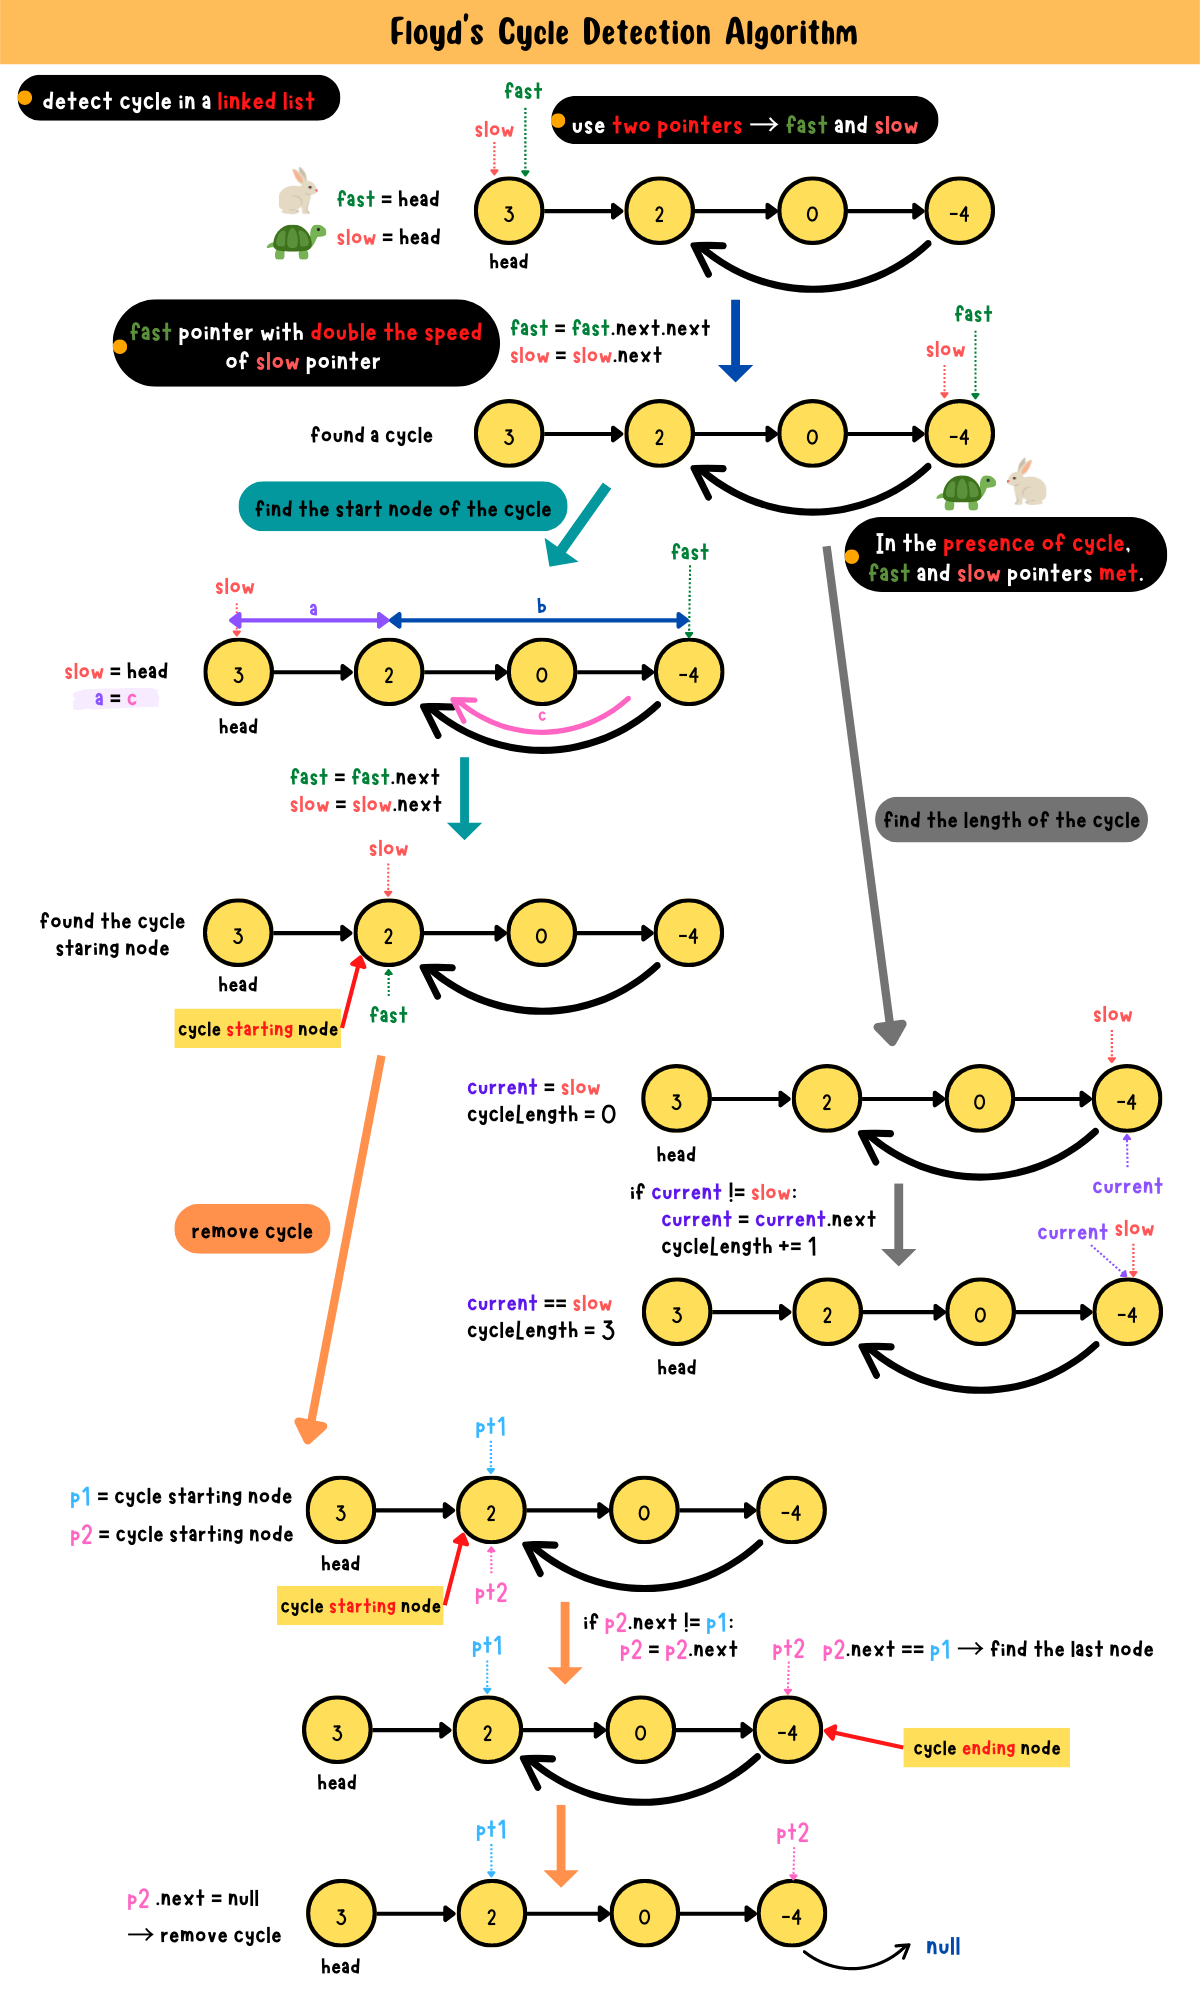 Floyd's Cycle Detection Algorithm
detect cycle in a linked list
fast
use two pointers → fast and slow
slow
fast = head
slow = head
3 2 0 -4
head
fast pointer with double the speed
of slow pointer
fast = fast.next.next
slow = slow.next
fast
slow
found a cycle
3 2 0 -4
find the start node of the cycle
In the presence of cycle,
fast and slow pointers met.
fast
slow
a b
slow = head
a = c
3 2 0 -4
c
head
fast = fast.next
slow = slow.next
find the length of the cycle
slow
found the cycle
staring node
3 2 0 -4
head
fast
cycle starting node
slow
current = slow
cycleLength = 0
3 2 0 -4
head
current
if current != slow:
current = current.next
cycleLength += 1
remove cycle
current slow
current == slow
cycleLength = 3
3 2 0 -4
head
pt1
p1 = cycle starting node
p2 = cycle starting node
3 2 0 -4
head
pt2
cycle starting node
if p2.next != p1:
p2 = p2.next
pt1
pt2
p2.next == p1 → find the last node
3 2 0 -4
cycle ending node
head
pt1
pt2
p2 .next = null
→ remove cycle
3 2 0 -4
null
head